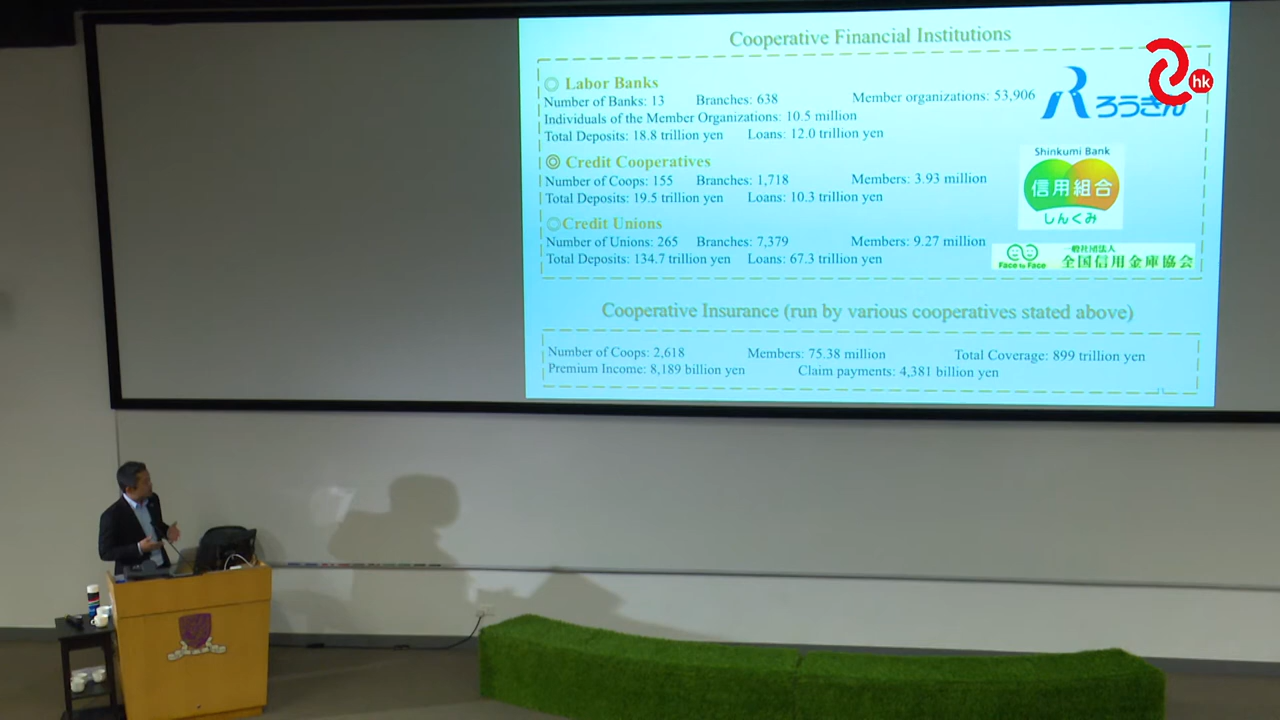 Cooperative Financial Institutions
hk
◎ Labor Banks
Number of Banks: 13 Branches: 638 Member organizations: 53,906
Individuals of the Member Organizations: 10.5 million
Total Deposits: 18.8 trillion yen Loans: 12.0 trillion yen
ろうきん
◎ Credit Cooperatives
Number of Coops: 155 Branches: 1,718 Members: 3.93 million
Total Deposits: 19.5 trillion yen Loans: 10.3 trillion yen
Shinkumi Bank
信用組合
しんくみ
◎Credit Unions
Number of Unions: 265 Branches: 7,379 Members: 9.27 million
Total Deposits: 134.7 trillion yen Loans: 67.3 trillion yen
Face to Face
一般社団法人
全国信用金庫協会
Cooperative Insurance (run by various cooperatives stated above)
Number of Coops: 2,618 Members: 75.38 million Total Coverage: 899 trillion yen
Premium Income: 8,189 billion yen Claim payments: 4,381 billion yen